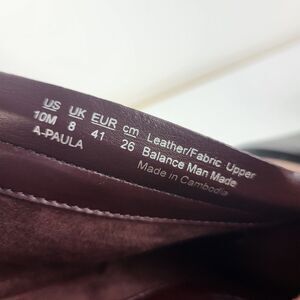 US UK EUR cm Leather/Fabric Upper
10M 8 41 26 Balance Man Made
A-PAULA Made in Cambodia